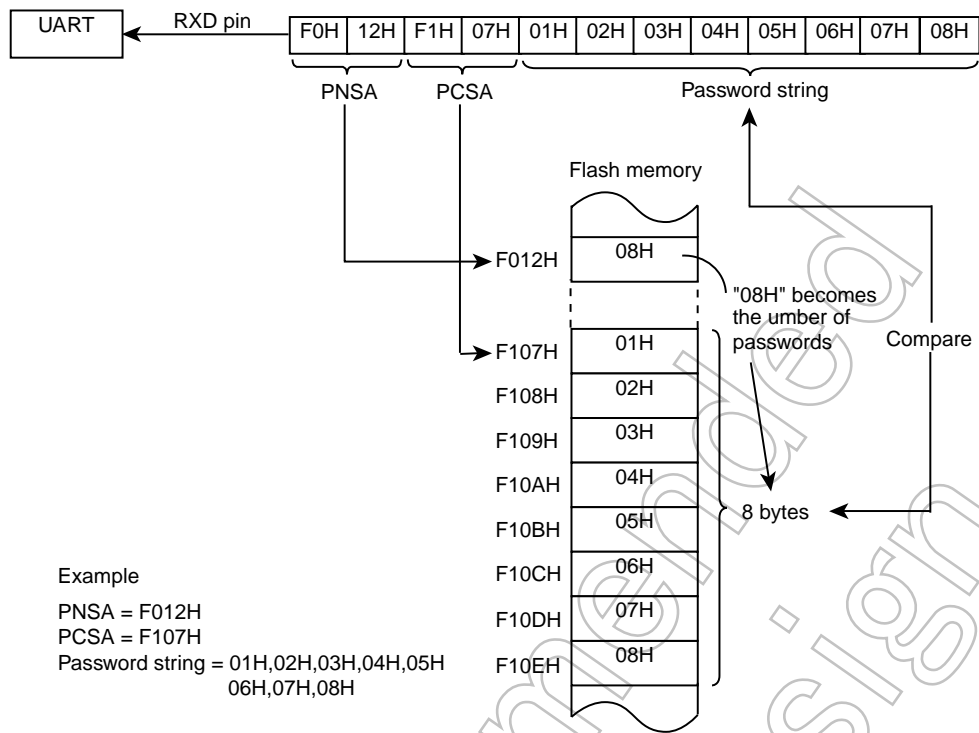 UART
RXD pin
F0H 12H F1H 07H 01H 02H 03H 04H 05H 06H 07H 08H
PNSA PCSA Password string
Flash memory
F012H 08H
"08H" becomes
the umber of
passwords
Compare
F107H 01H
F108H 02H
F109H 03H
F10AH 04H
F10BH 05H
8 bytes
F10CH 06H
F10DH 07H
F10EH 08H
Example
PNSA = F012H
PCSA = F107H
Password string = 01H,02H,03H,04H,05H
06H,07H,08H